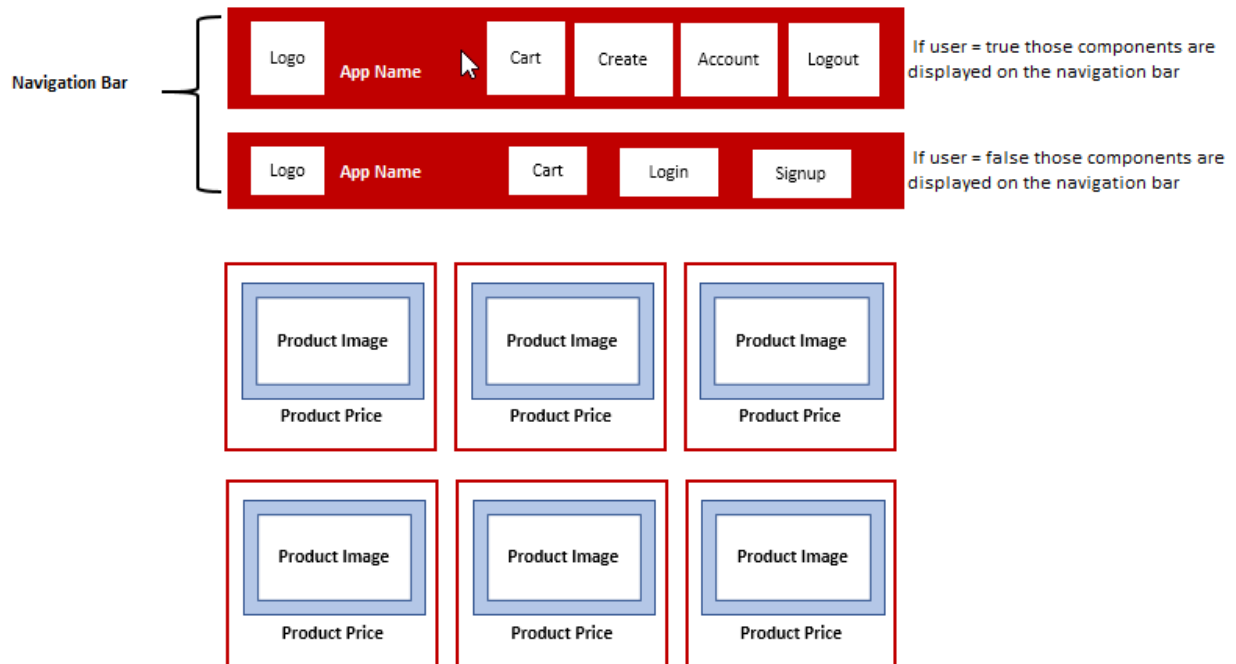 Navigation Bar
Logo
App Name
Cart
Create
Account
Logout
If user = true those components are
displayed on the navigation bar
Logo
App Name
Cart
Login
Signup
If user = false those components are
displayed on the navigation bar
Product Image
Product Price
Product Image
Product Price
Product Image
Product Price
Product Image
Product Price
Product Image
Product Price
Product Image
Product Price